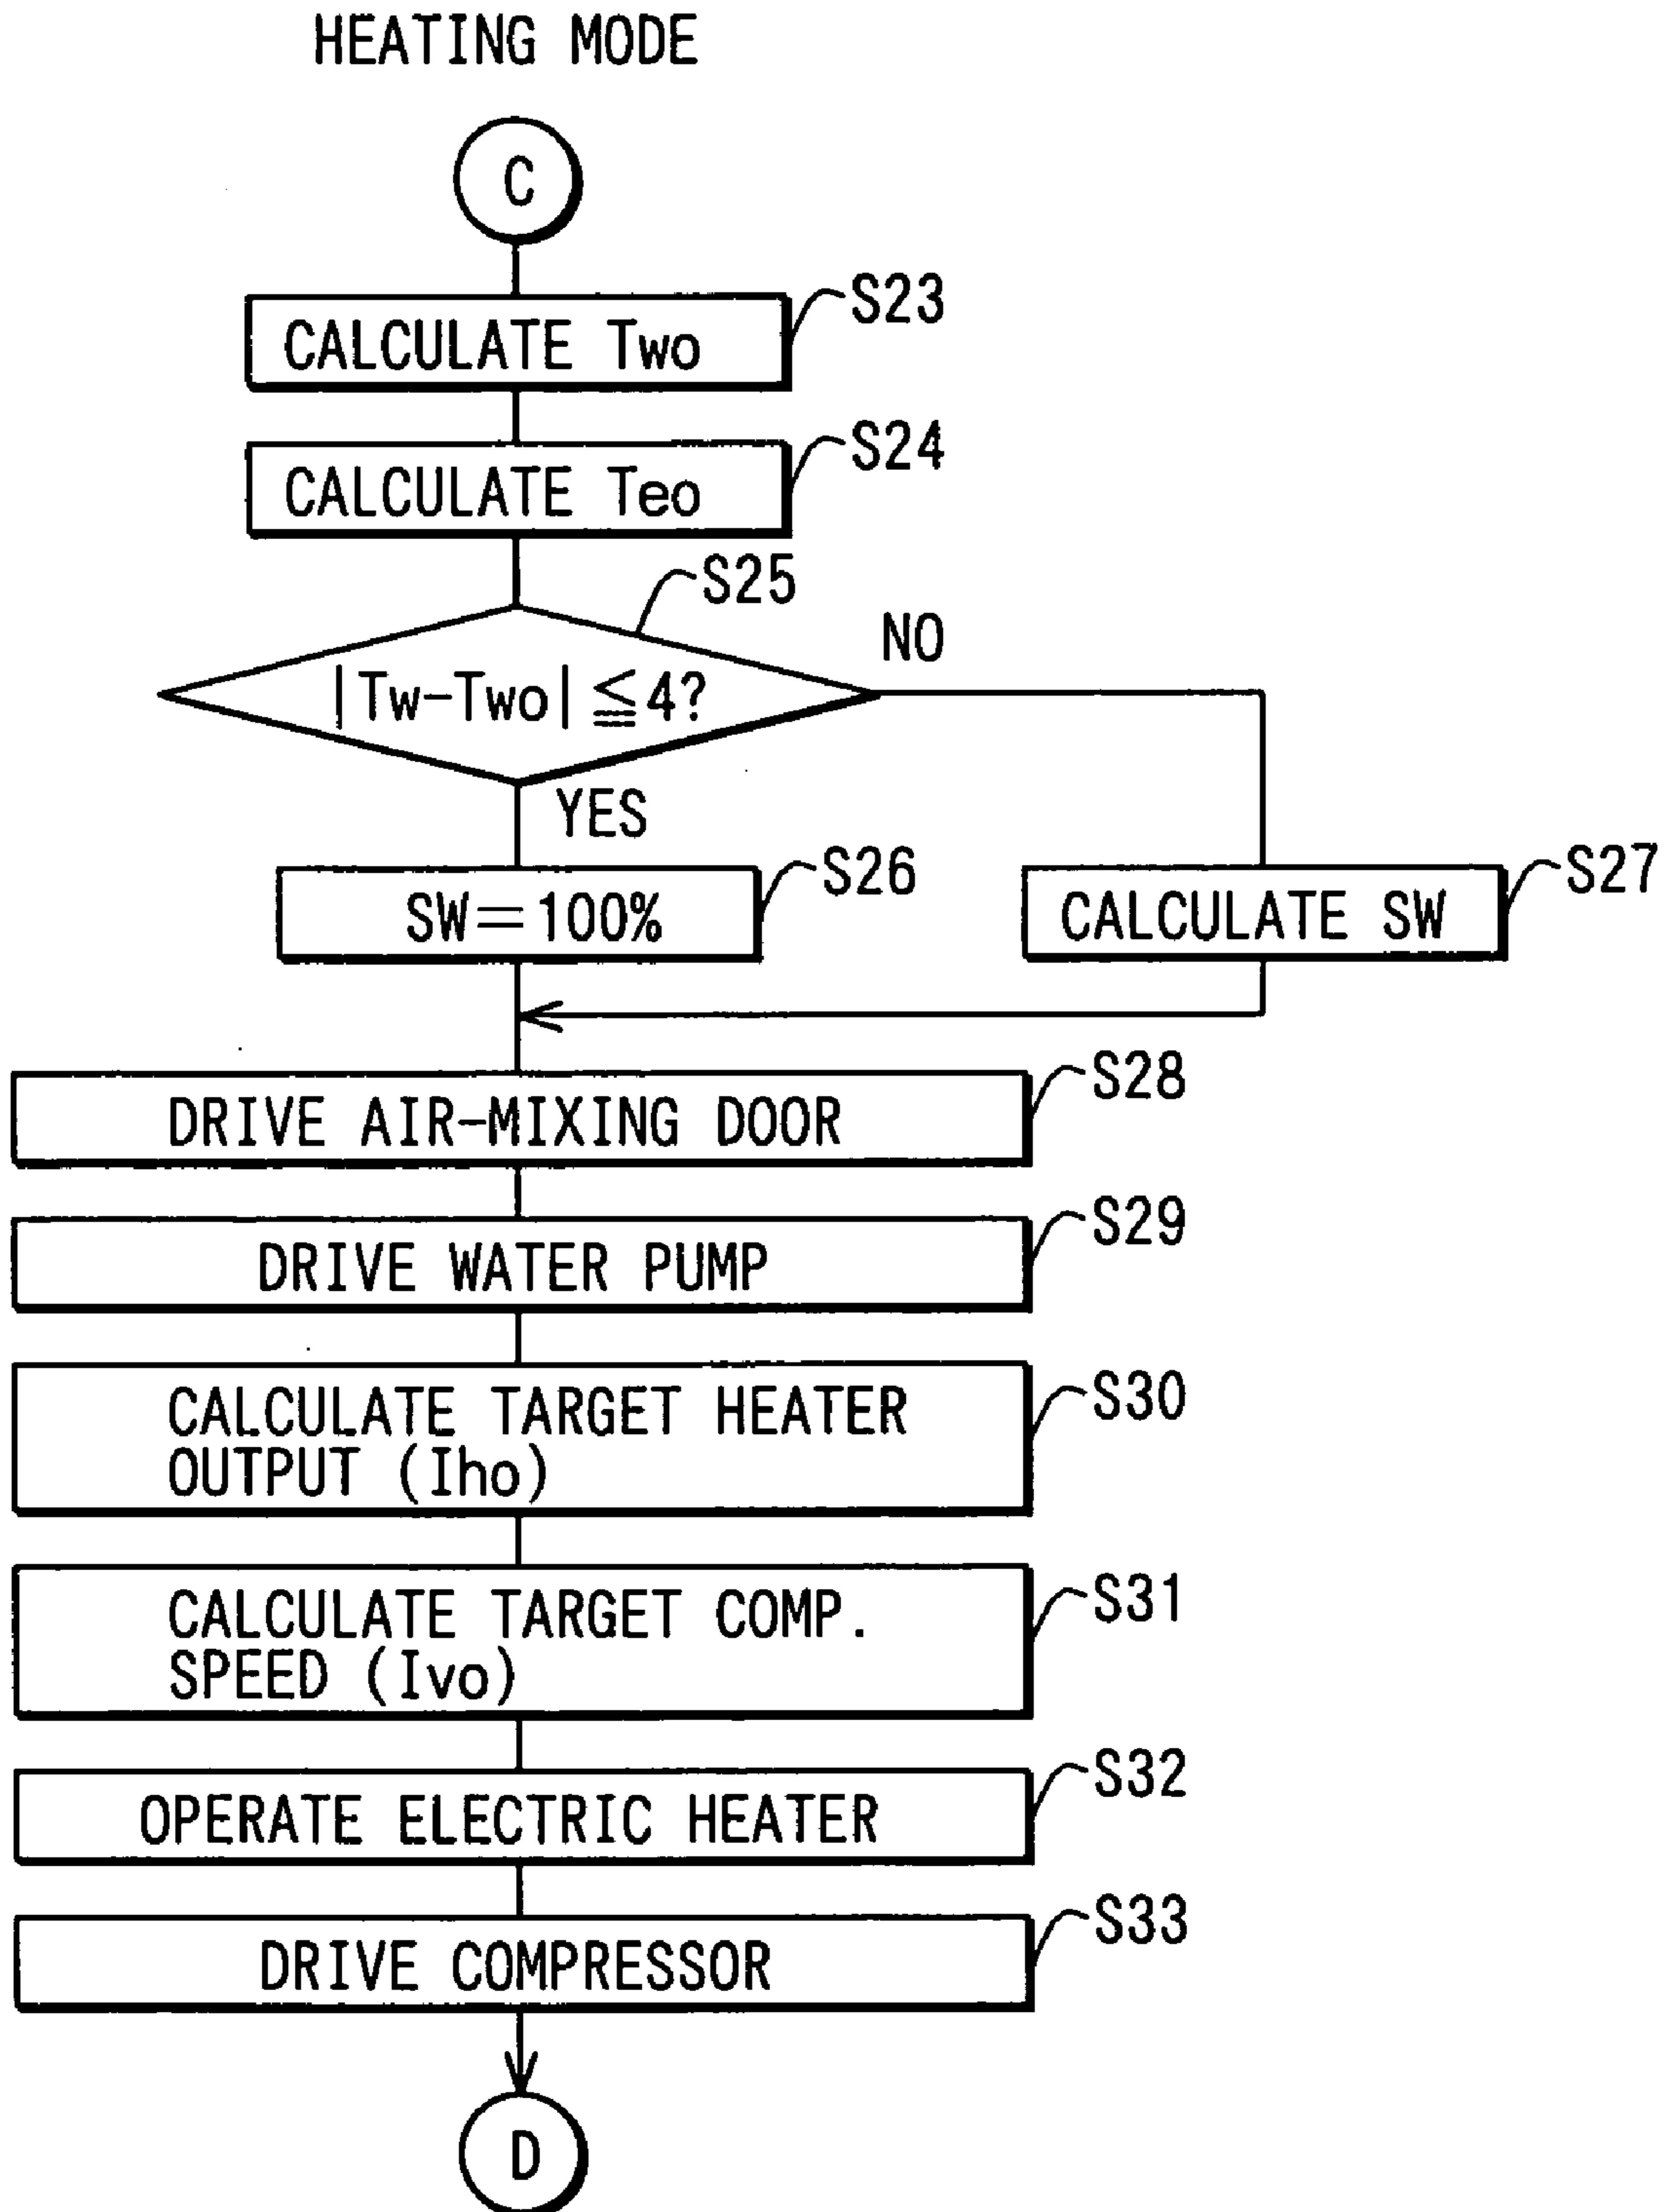 HEATING MODE
C
S23
CALCULATE Two
S24
CALCULATE Teo
S25
|Tw-Two| ≦4?
NO
YES
S26
SW=100%
S27
CALCULATE SW
S28
DRIVE AIR-MIXING DOOR
S29
DRIVE WATER PUMP
S30
CALCULATE TARGET HEATER
OUTPUT (Iho)
S31
CALCULATE TARGET COMP.
SPEED (Ivo)
S32
OPERATE ELECTRIC HEATER
S33
DRIVE COMPRESSOR
D